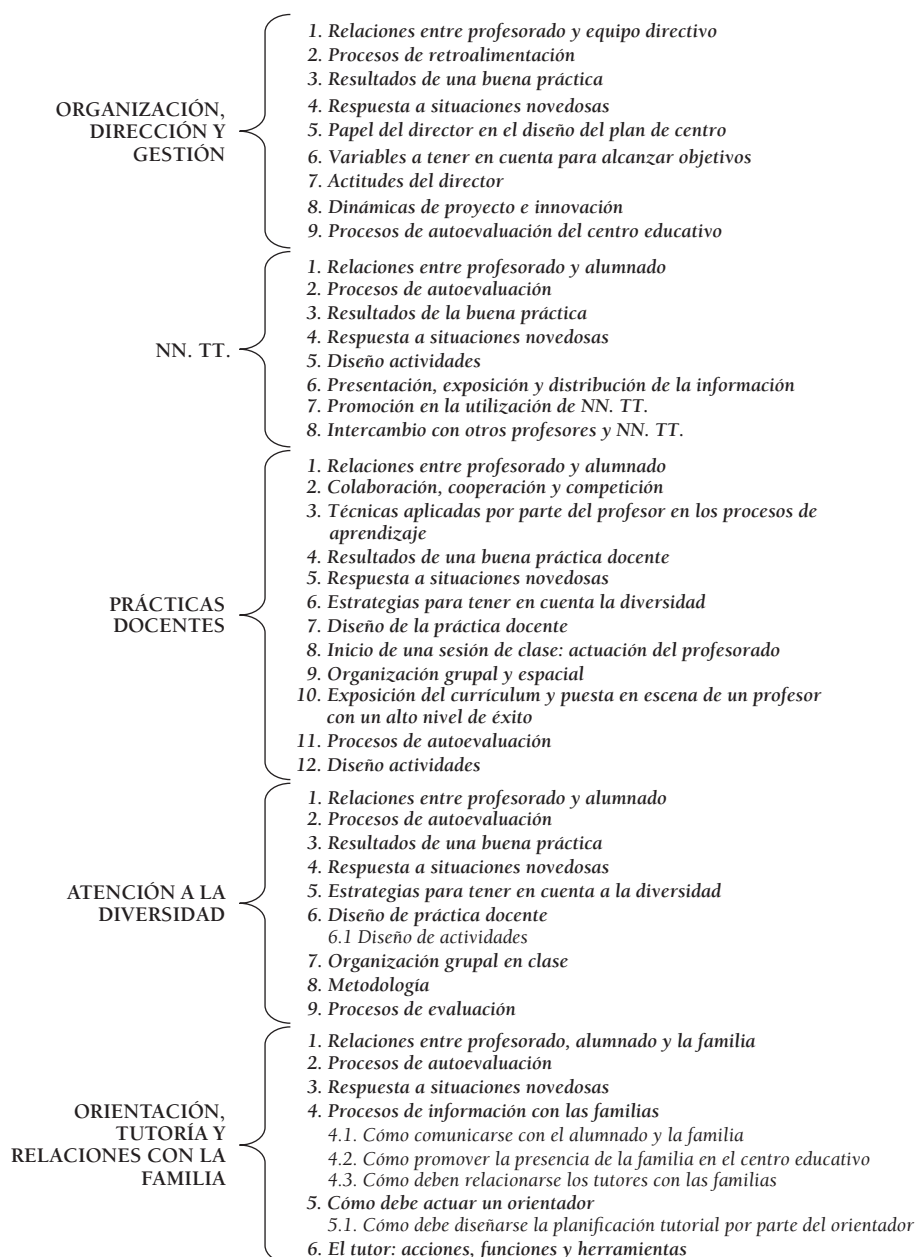 ORGANIZACIÓN,
DIRECCIÓN Y
GESTIÓN
1. Relaciones entre profesorado y equipo directivo
2. Procesos de retroalimentación
3. Resultados de una buena práctica
4. Respuesta a situaciones novedosas
5. Papel del director en el diseño del plan de centro
6. Variables a tener en cuenta para alcanzar objetivos
7. Actitudes del director
8. Dinámicas de proyecto e innovación
9. Procesos de autoevaluación del centro educativo
NN. TT.
1. Relaciones entre profesorado y alumnado
2. Procesos de autoevaluación
3. Resultados de la buena práctica
4. Respuesta a situaciones novedosas
5. Diseño actividades
6. Presentación, exposición y distribución de la información
7. Promoción en la utilización de NN. TT.
8. Intercambio con otros profesores y NN. TT.
PRÁCTICAS
DOCENTES
1. Relaciones entre profesorado y alumnado
2. Colaboración, cooperación y competición
3. Técnicas aplicadas por parte del profesor en los procesos de
aprendizaje
4. Resultados de una buena práctica docente
5. Respuesta a situaciones novedosas
6. Estrategias para tener en cuenta la diversidad
7. Diseño de la práctica docente
8. Inicio de una sesión de clase: actuación del profesorado
9. Organización grupal y espacial
10. Exposición del currículum y puesta en escena de un profesor
con un alto nivel de éxito
11. Procesos de autoevaluación
12. Diseño actividades
ATENCIÓN A LA
DIVERSIDAD
1. Relaciones entre profesorado y alumnado
2. Procesos de autoevaluación
3. Resultados de una buena práctica
4. Respuesta a situaciones novedosas
5. Estrategias para tener en cuenta a la diversidad
6. Diseño de práctica docente
6.1 Diseño de actividades
7. Organización grupal en clase
8. Metodología
9. Procesos de evaluación
ORIENTACIÓN,
TUTORÍA Y
RELACIONES CON LA
FAMILIA
1. Relaciones entre profesorado, alumnado y la familia
2. Procesos de autoevaluación
3. Respuesta a situaciones novedosas
4. Procesos de información con las familias
4.1. Cómo comunicarse con el alumnado y la familia
4.2. Cómo promover la presencia de la familia en el centro educativo
4.3. Cómo deben relacionarse los tutores con las familias
5. Cómo debe actuar un orientador
5.1. Cómo debe diseñarse la planificación tutorial por parte del orientador
6. El tutor: acciones, funciones y herramientas